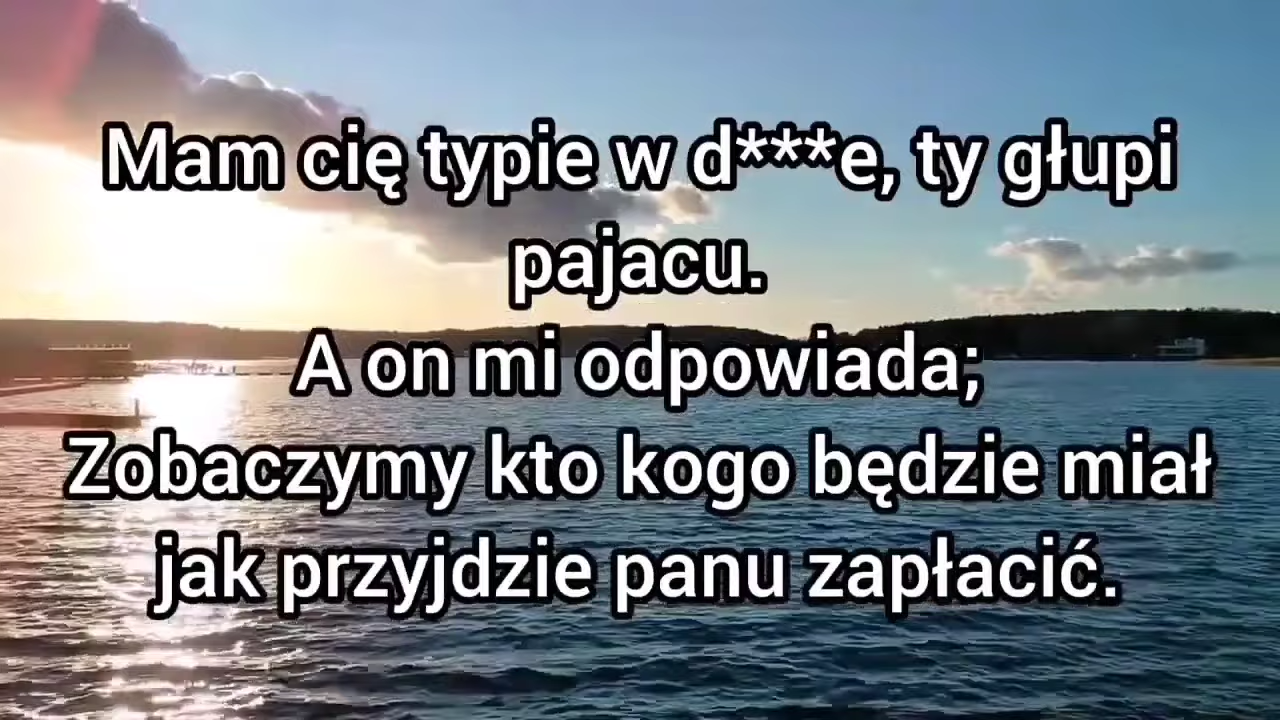 Mam cię typie w d***e, ty głupi
pajacu.
A on mi odpowiada;
Zobaczymy kto kogo będzie miał
jak przyjdzie panu zapłacić.